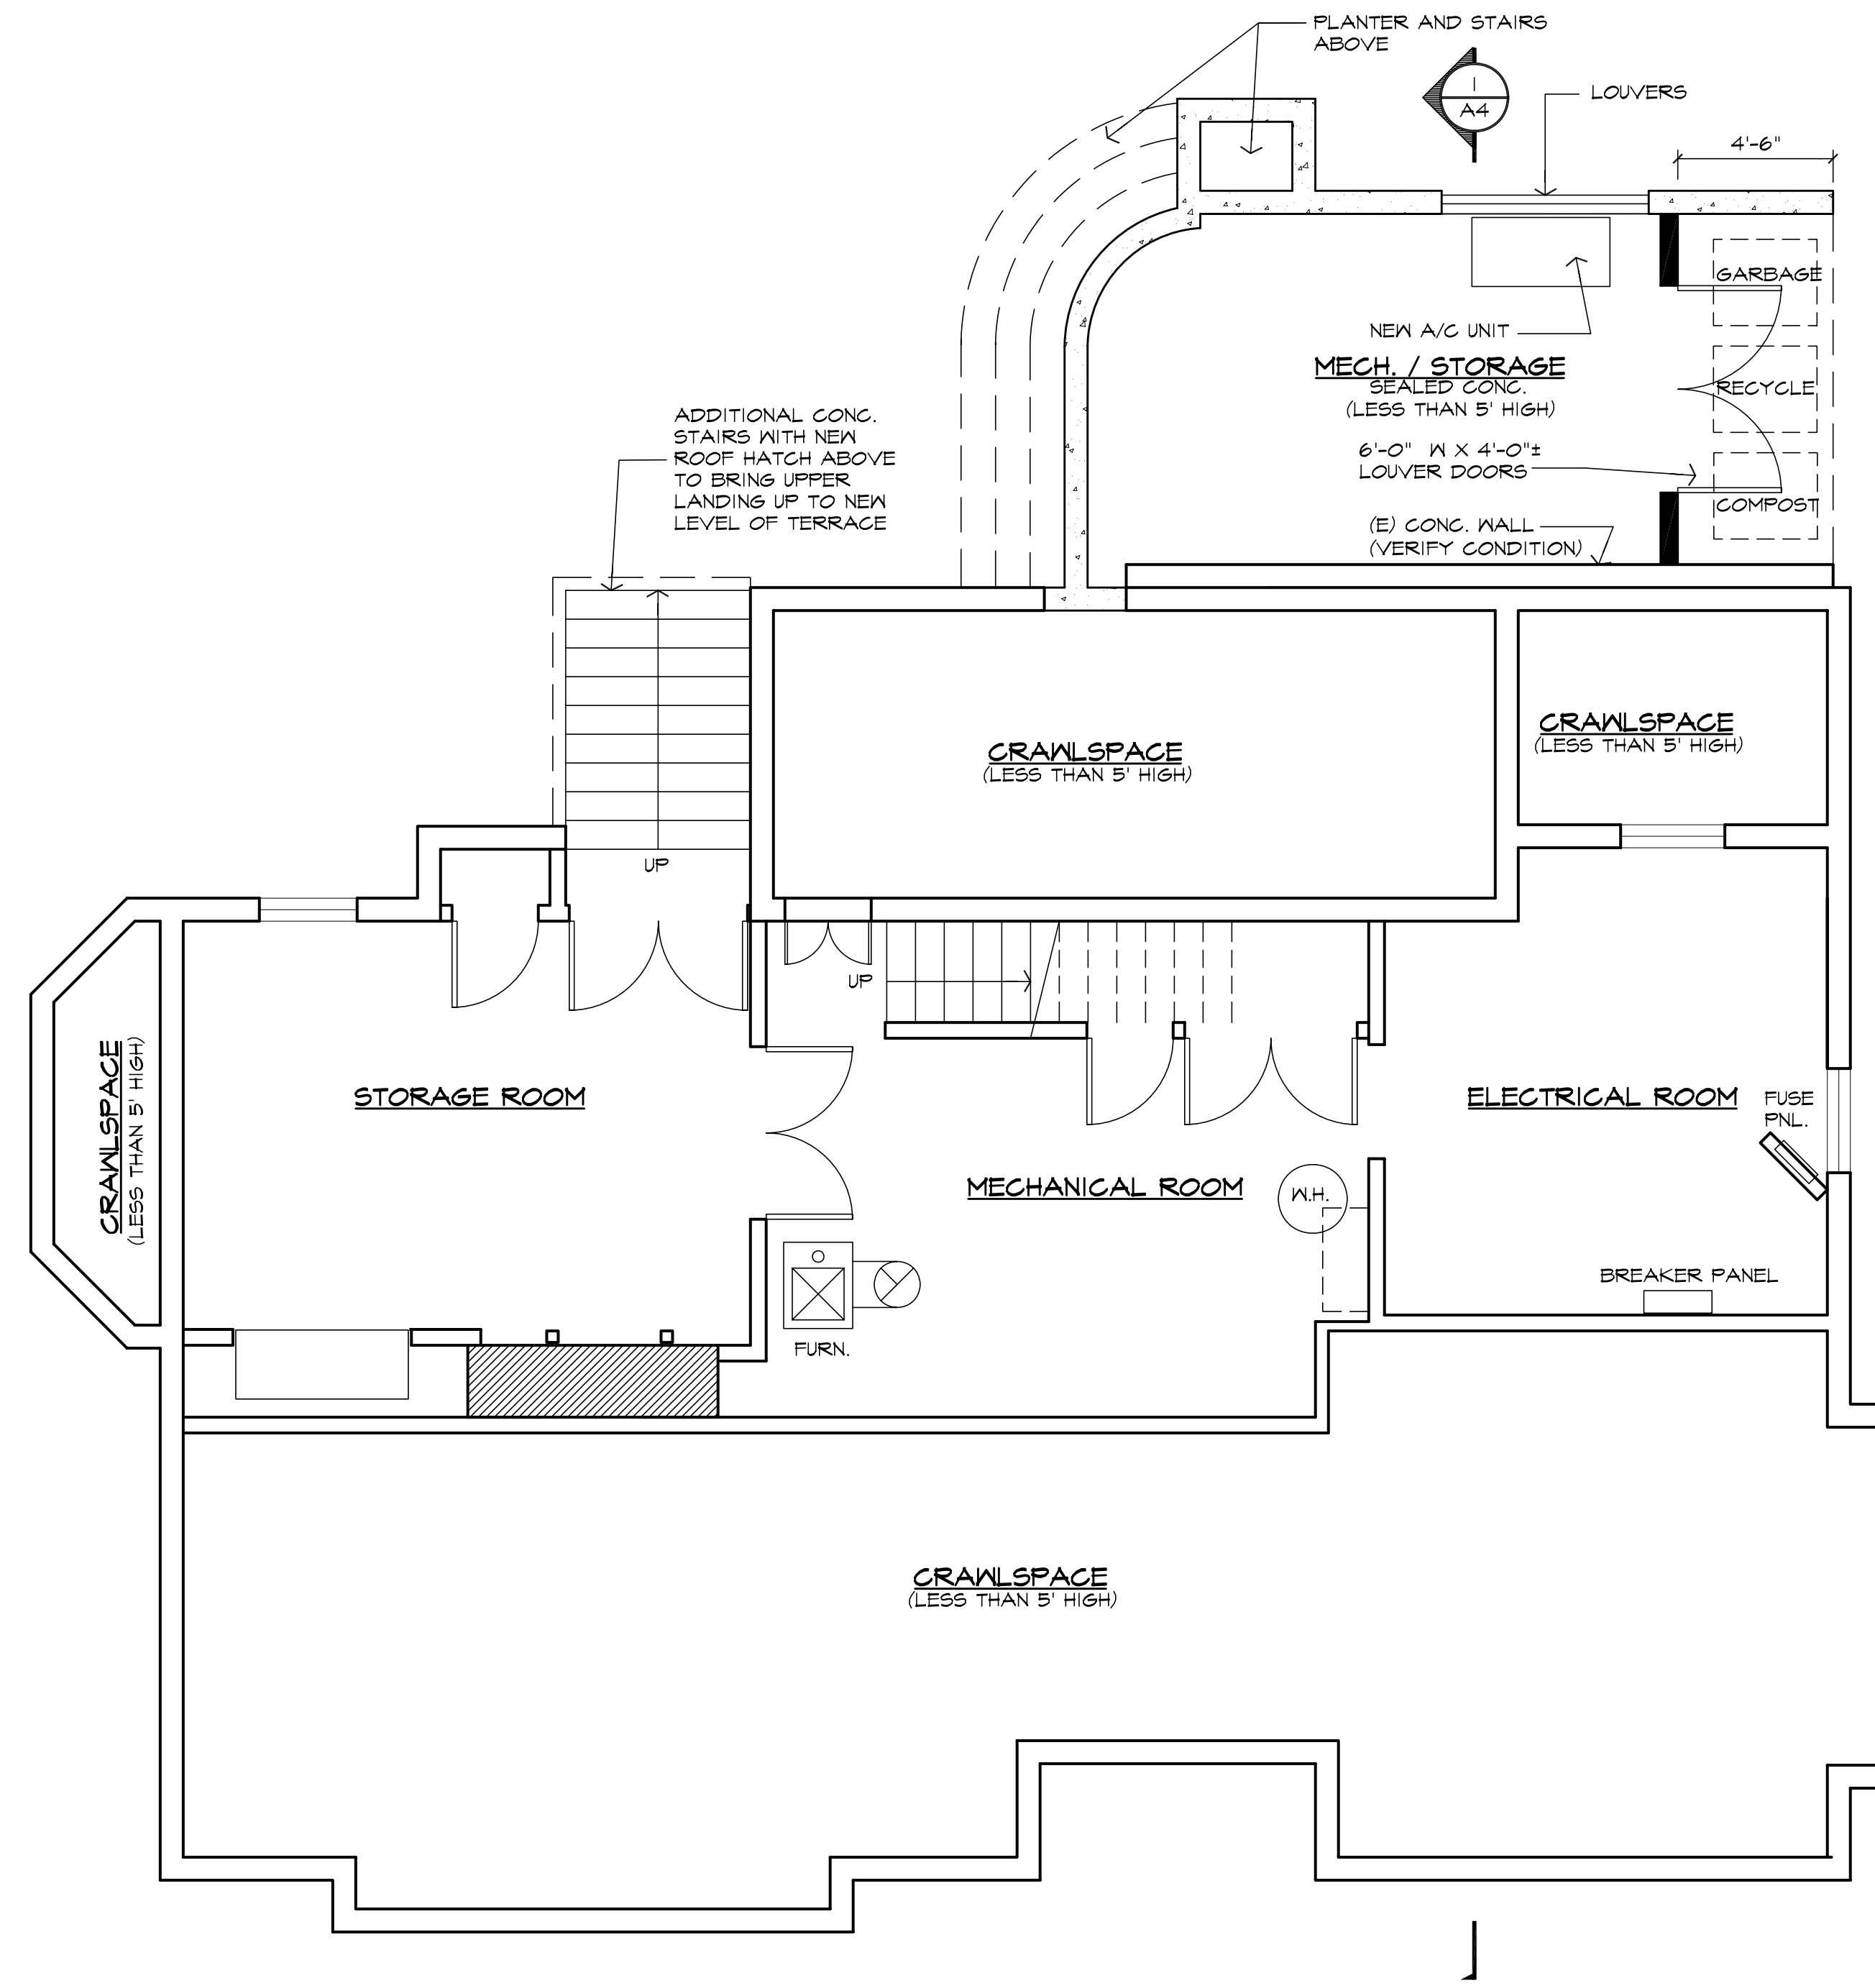 PLANTER AND STAIRS
ABOVE
1
A4
LOUVERS
4'-6"
GARBAGE
NEW A/C UNIT
MECH. / STORAGE
SEALED CONC.
(LESS THAN 5' HIGH)
RECYCLE
6'-0" W X 4'-0"±
LOUVER DOORS
COMPOST
(E) CONC. WALL
(VERIFY CONDITION)
ADDITIONAL CONC.
STAIRS WITH NEW
ROOF HATCH ABOVE
TO BRING UPPER
LANDING UP TO NEW
LEVEL OF TERRACE
CRAWLSPACE
(LESS THAN 5' HIGH)
CRAWLSPACE
(LESS THAN 5' HIGH)
UP
UP
CRAWLSPACE
(LESS THAN 5' HIGH)
STORAGE ROOM
ELECTRICAL ROOM
FUSE
PNL.
MECHANICAL ROOM
W.H.
BREAKER PANEL
FURN.
CRAWLSPACE
(LESS THAN 5' HIGH)